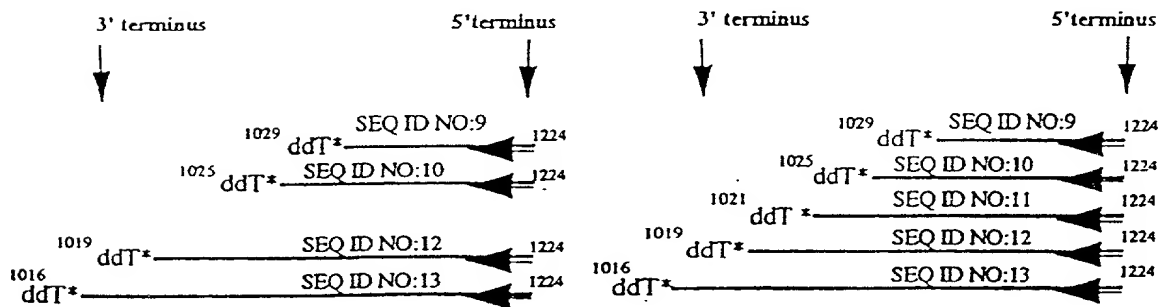 3' terminus 5'terminus
SEQ ID NO:9
1029 ddT* 1224
SEQ ID NO:10
1025 ddT* 1224
SEQ ID NO:12
1019 ddT* 1224
SEQ ID NO:13
1016 ddT* 1224
3' terminus 5'terminus
SEQ ID NO:9
1029 ddT* 1224
SEQ ID NO:10
1025 ddT* 1224
SEQ ID NO:11
1021 ddT * 1224
SEQ ID NO:12
1019 ddT* 1224
SEQ ID NO:13
1016 ddT* 1224